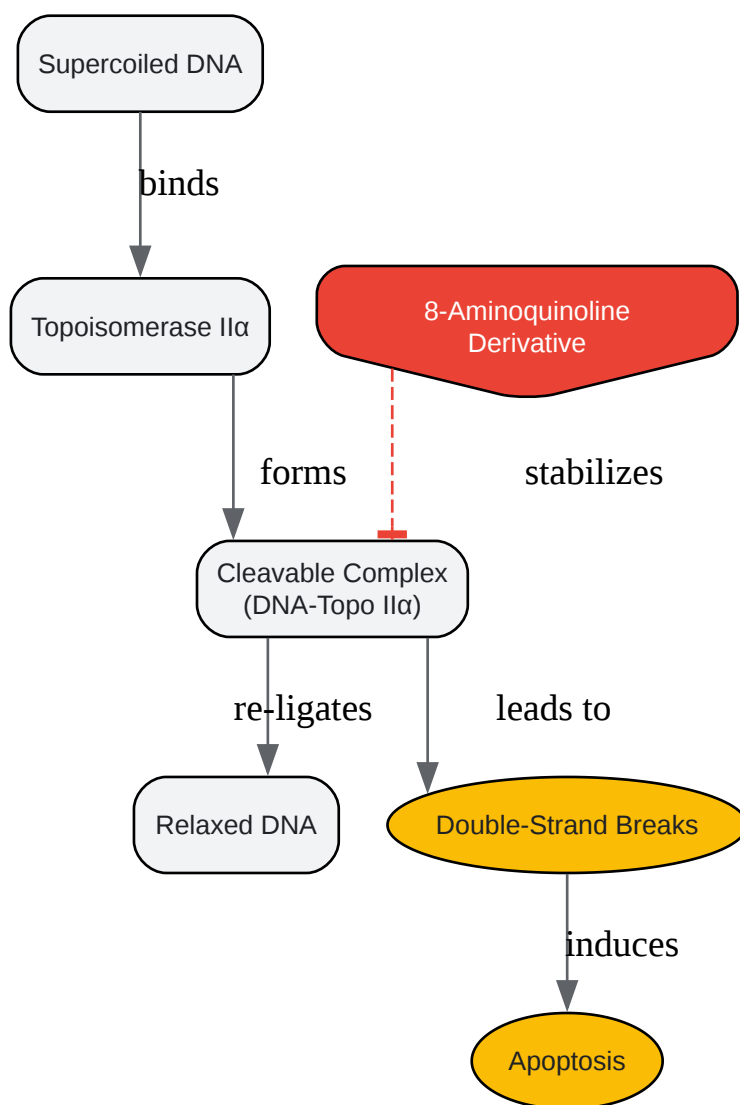 Supercoiled DNA
binds
Topoisomerase IIα
8-Aminoquinoline
Derivative
forms
stabilizes
Cleavable Complex
(DNA-Topo IIα)
re-ligates
leads to
Relaxed DNA
Double-Strand Breaks
induces
Apoptosis